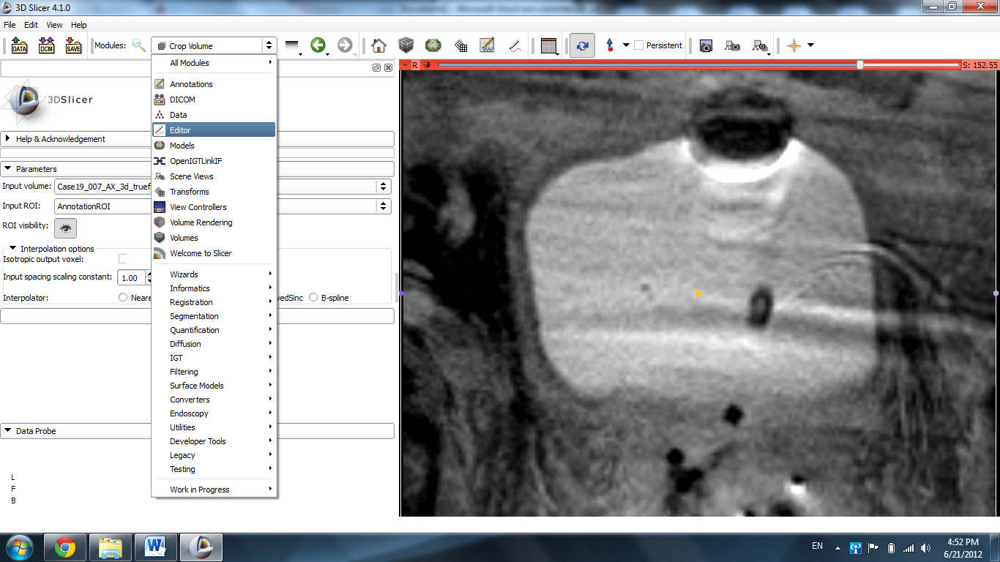 3D Slicer 4.1.0
File Edit View Help
DATA DCM SAVE Modules: Crop Volume Persistent
R S: 152.55
3DSlicer
Help & Acknowledgement
Parameters
Input volume: Case19_007_AX_3d_truef
Input ROI: AnnotationROI
ROI visibility:
Interpolation options
Isotropic output voxel:
Input spacing scaling constant: 1.00
Interpolator: Neare wedSinc B-spline
Data Probe
L
F
B
All Modules
Annotations
DICOM
Data
Editor
Models
OpenIGTLinkIF
Scene Views
Transforms
View Controllers
Volume Rendering
Volumes
Welcome to Slicer
Wizards
Informatics
Registration
Segmentation
Quantification
Diffusion
IGT
Filtering
Surface Models
Converters
Endoscopy
Utilities
Developer Tools
Legacy
Testing
Work in Progress
EN
4:52 PM
6/21/2012